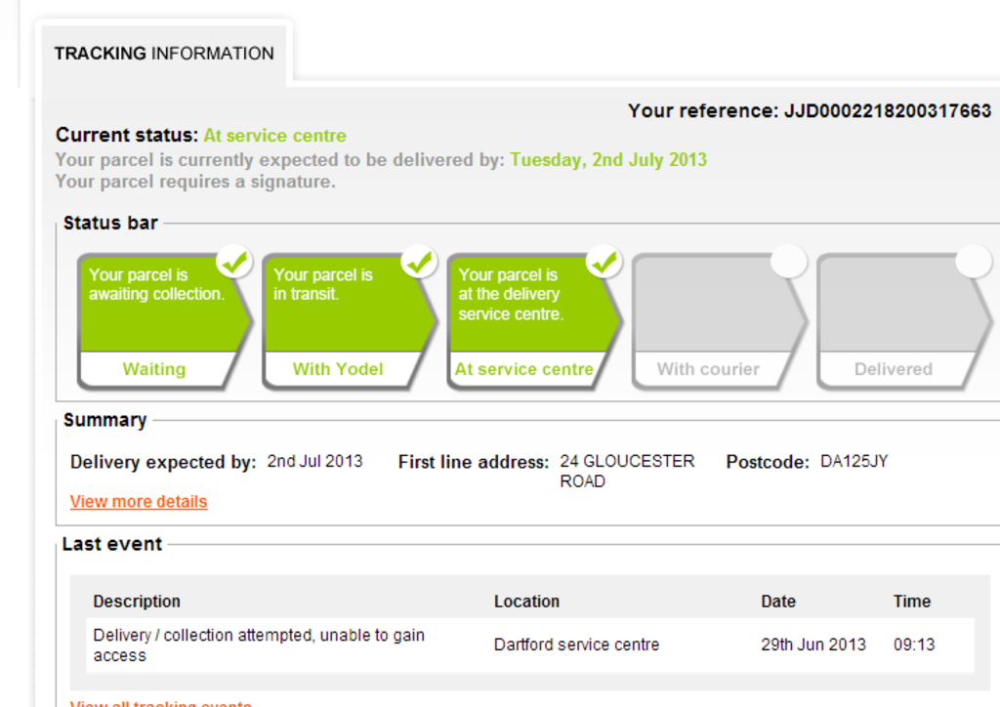 TRACKING INFORMATION
Your reference: JJD0002218200317663
Current status: At service centre
Your parcel is currently expected to be delivered by: Tuesday, 2nd July 2013
Your parcel requires a signature.
Status bar
Your parcel is
awaiting collection.
Waiting
Your parcel is
in transit.
With Yodel
Your parcel is
at the delivery
service centre.
At service centre
With courier
Delivered
Summary
Delivery expected by: 2nd Jul 2013 First line address: 24 GLOUCESTER Postcode: DA125JY
ROAD
View more details
Last event
Description Location Date Time
Delivery / collection attempted, unable to gain
access
Dartford service centre 29th Jun 2013 09:13
View all tracking events